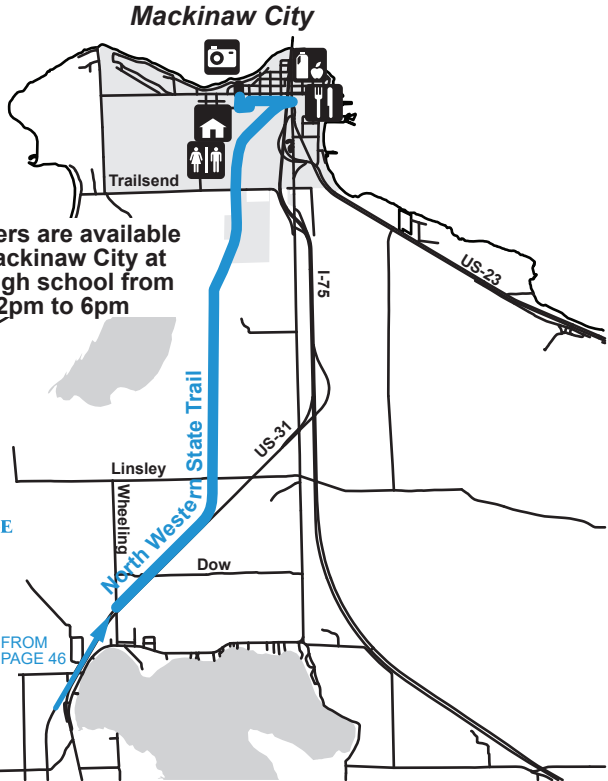 Mackinaw City
Trailsend
ers are available
ackinaw City at
gh school from
2pm to 6pm
I-75
US-23
North Western State Trail
US-31
Linsley
Wheeling
E
Dow
FROM
PAGE 46